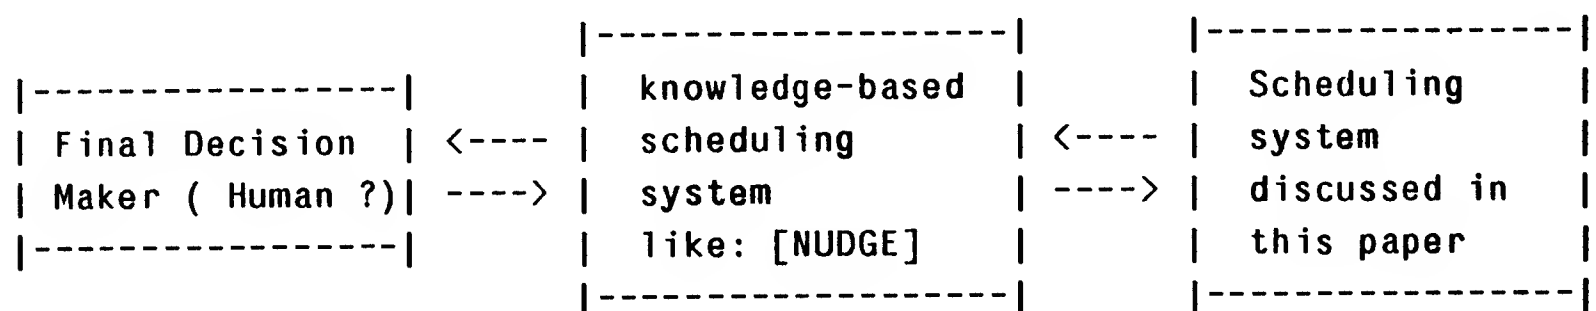 |-------------------|        |-----------------|
|-----------------|        |  knowledge-based  |        |  Scheduling     |
| Final Decision  | <---- |  scheduling       | <---- |  system         |
| Maker ( Human ?)| ----> |  system           | ----> |  discussed in   |
|-----------------|        |  like: [NUDGE]    |        |  this paper     |
                                   |-------------------|        |-----------------|